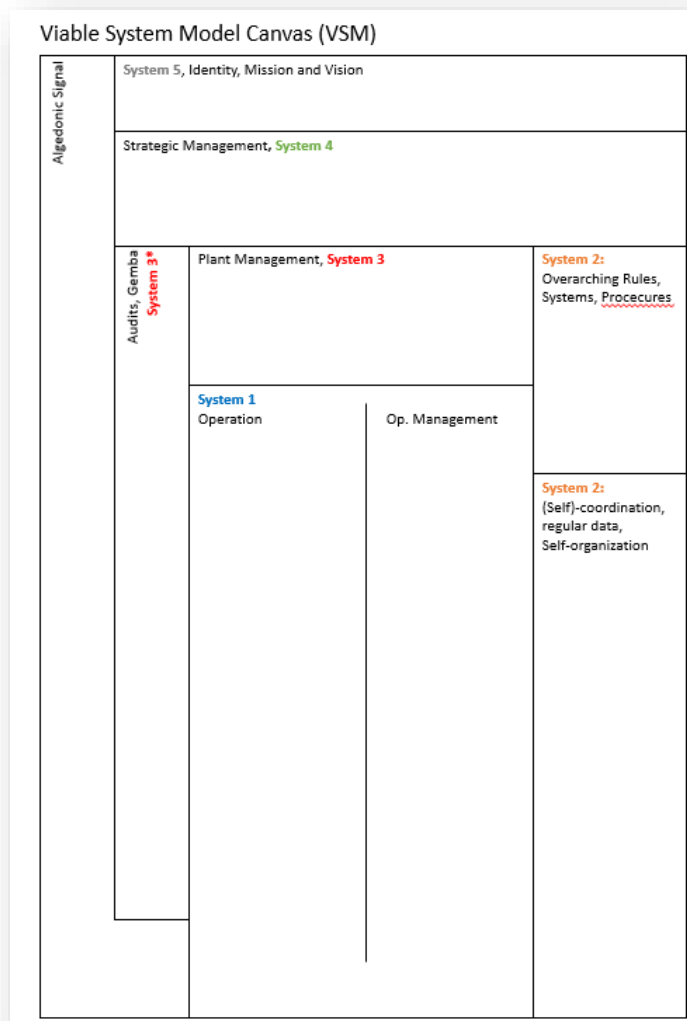 Viable System Model Canvas (VSM)
Algedonic Signal
System 5, Identity, Mission and Vision
Strategic Management, System 4
Audits, Gemba
System 3*
Plant Management, System 3
System 2:
Overarching Rules,
Systems, Procecures
System 1
Operation
Op. Management
System 2:
(Self)-coordination,
regular data,
Self-organization